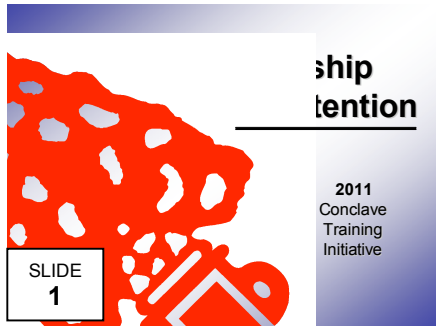 ship
tention
2011
Conclave
Training
Initiative
SLIDE
1